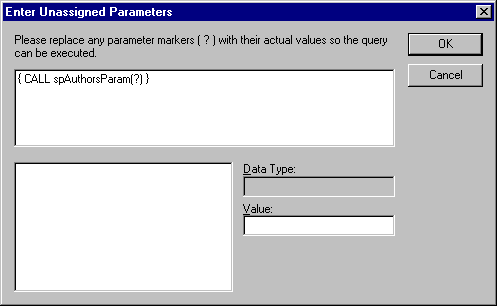 Enter Unassigned Parameters
Please replace any parameter markers ( ? ) with their actual values so the query
can be executed.
OK
Cancel
{ CALL spAuthorsParam(?) }
Data Type:
Value: